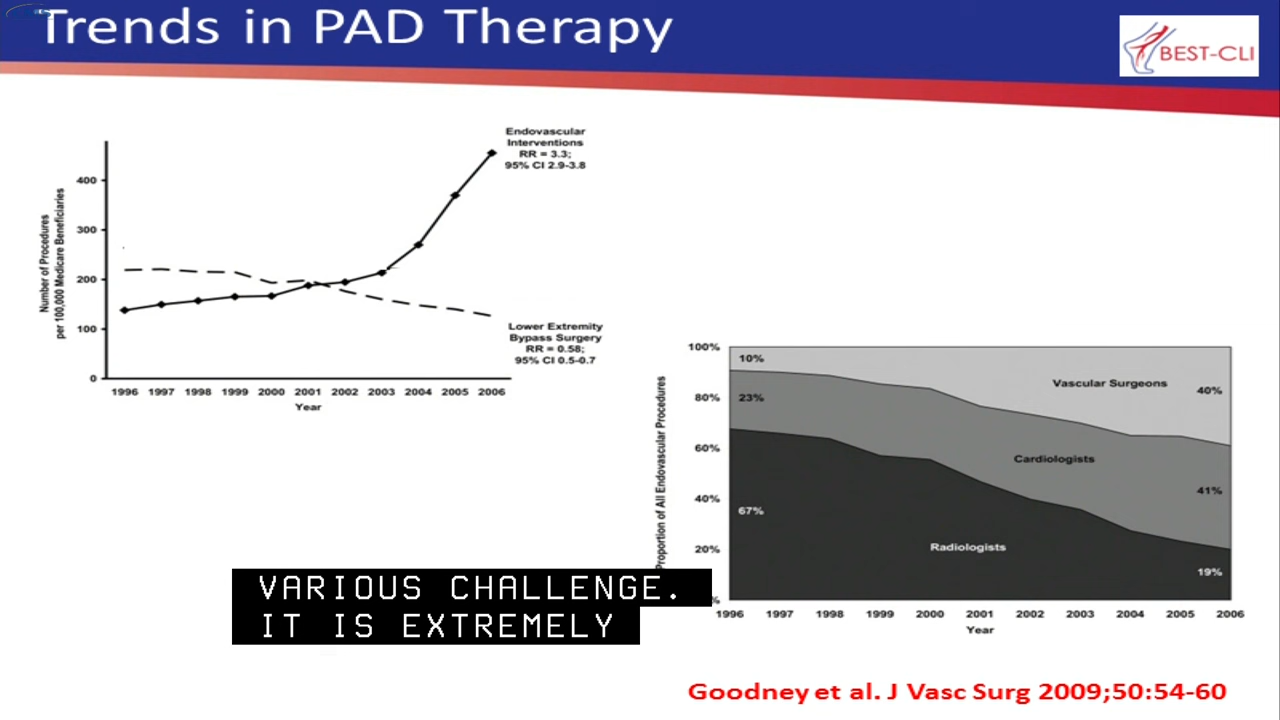 Trends in PAD Therapy
BEST-CLI
Endovascular
Interventions
RR = 3.3;
95% CI 2.9-3.8
Number of Procedures
per 100,000 Medicare Beneficiaries
400
300
200
100
0
Lower Extremity
Bypass Surgery
RR = 0.58;
95% CI 0.5-0.7
1996 1997 1998 1999 2000 2001 2002 2003 2004 2005 2006
Year
Proportion of All Endovascular Procedures
100%
80%
60%
40%
20%
%
10%
23%
67%
Vascular Surgeons
40%
Cardiologists
41%
Radiologists
19%
1996 1997 1998 1999 2000 2001 2002 2003 2004 2005 2006
Year
VARIOUS CHALLENGE.
IT IS EXTREMELY
Goodney et al. J Vasc Surg 2009;50:54-60